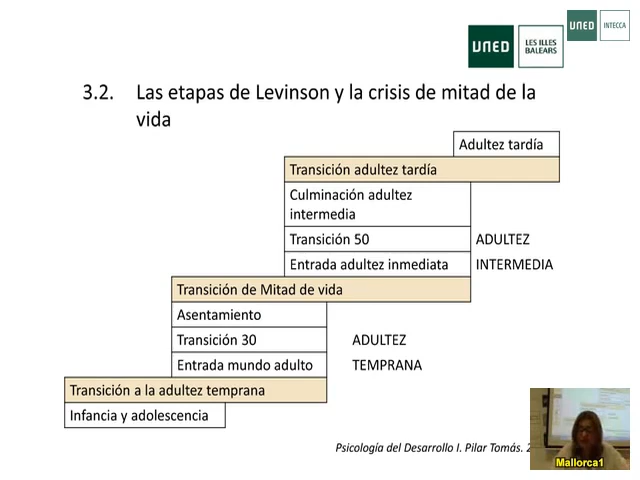 UNED
INTECCA
UNED
LES ILLES
BALEARS
3.2. Las etapas de Levinson y la crisis de mitad de la
vida
Adultez tardía
Transición adultez tardía
Culminación adultez
intermedia
Transición 50 ADULTEZ
Entrada adultez inmediata INTERMEDIA
Transición de Mitad de vida
Asentamiento
Transición 30 ADULTEZ
Entrada mundo adulto TEMPRANA
Transición a la adultez temprana
Infancia y adolescencia
Psicología del Desarrollo I. Pilar Tomás. 2
Mallorca1